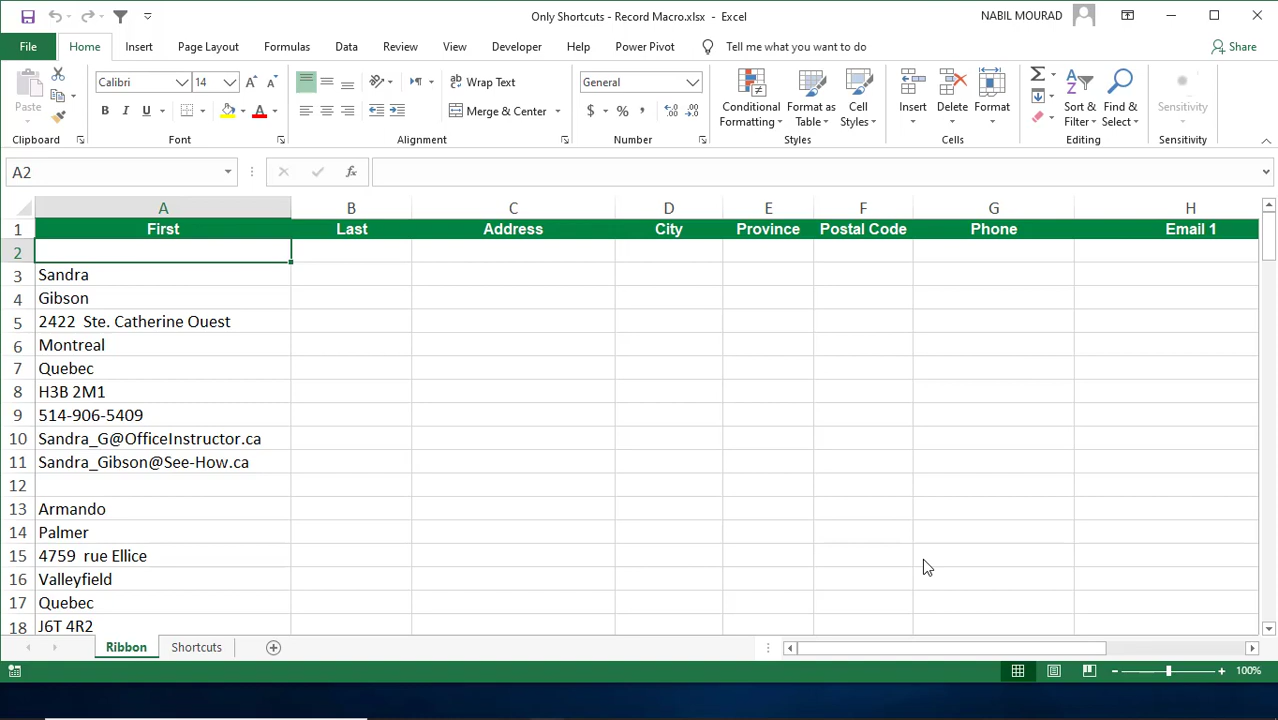 Only Shortcuts - Record Macro.xlsx - Excel
NABIL MOURAD
File Home Insert Page Layout Formulas Data Review View Developer Help Power Pivot Tell me what you want to do Share
Paste
Calibri 14
B I U A
Wrap Text
Merge & Center
General
$ % ,
Conditional Formatting
Format as Table
Cell Styles
Insert
Delete
Format
Sort & Filter
Find & Select
Sensitivity
Clipboard Font Alignment Number Styles Cells Editing Sensitivity
A2 fx
A B C D E F G H
1 First Last Address City Province Postal Code Phone Email 1
2
3 Sandra
4 Gibson
5 2422 Ste. Catherine Ouest
6 Montreal
7 Quebec
8 H3B 2M1
9 514-906-5409
10 Sandra_G@OfficeInstructor.ca
11 Sandra_Gibson@See-How.ca
12
13 Armando
14 Palmer
15 4759 rue Ellice
16 Valleyfield
17 Quebec
18 J6T 4R2
Ribbon Shortcuts
100%